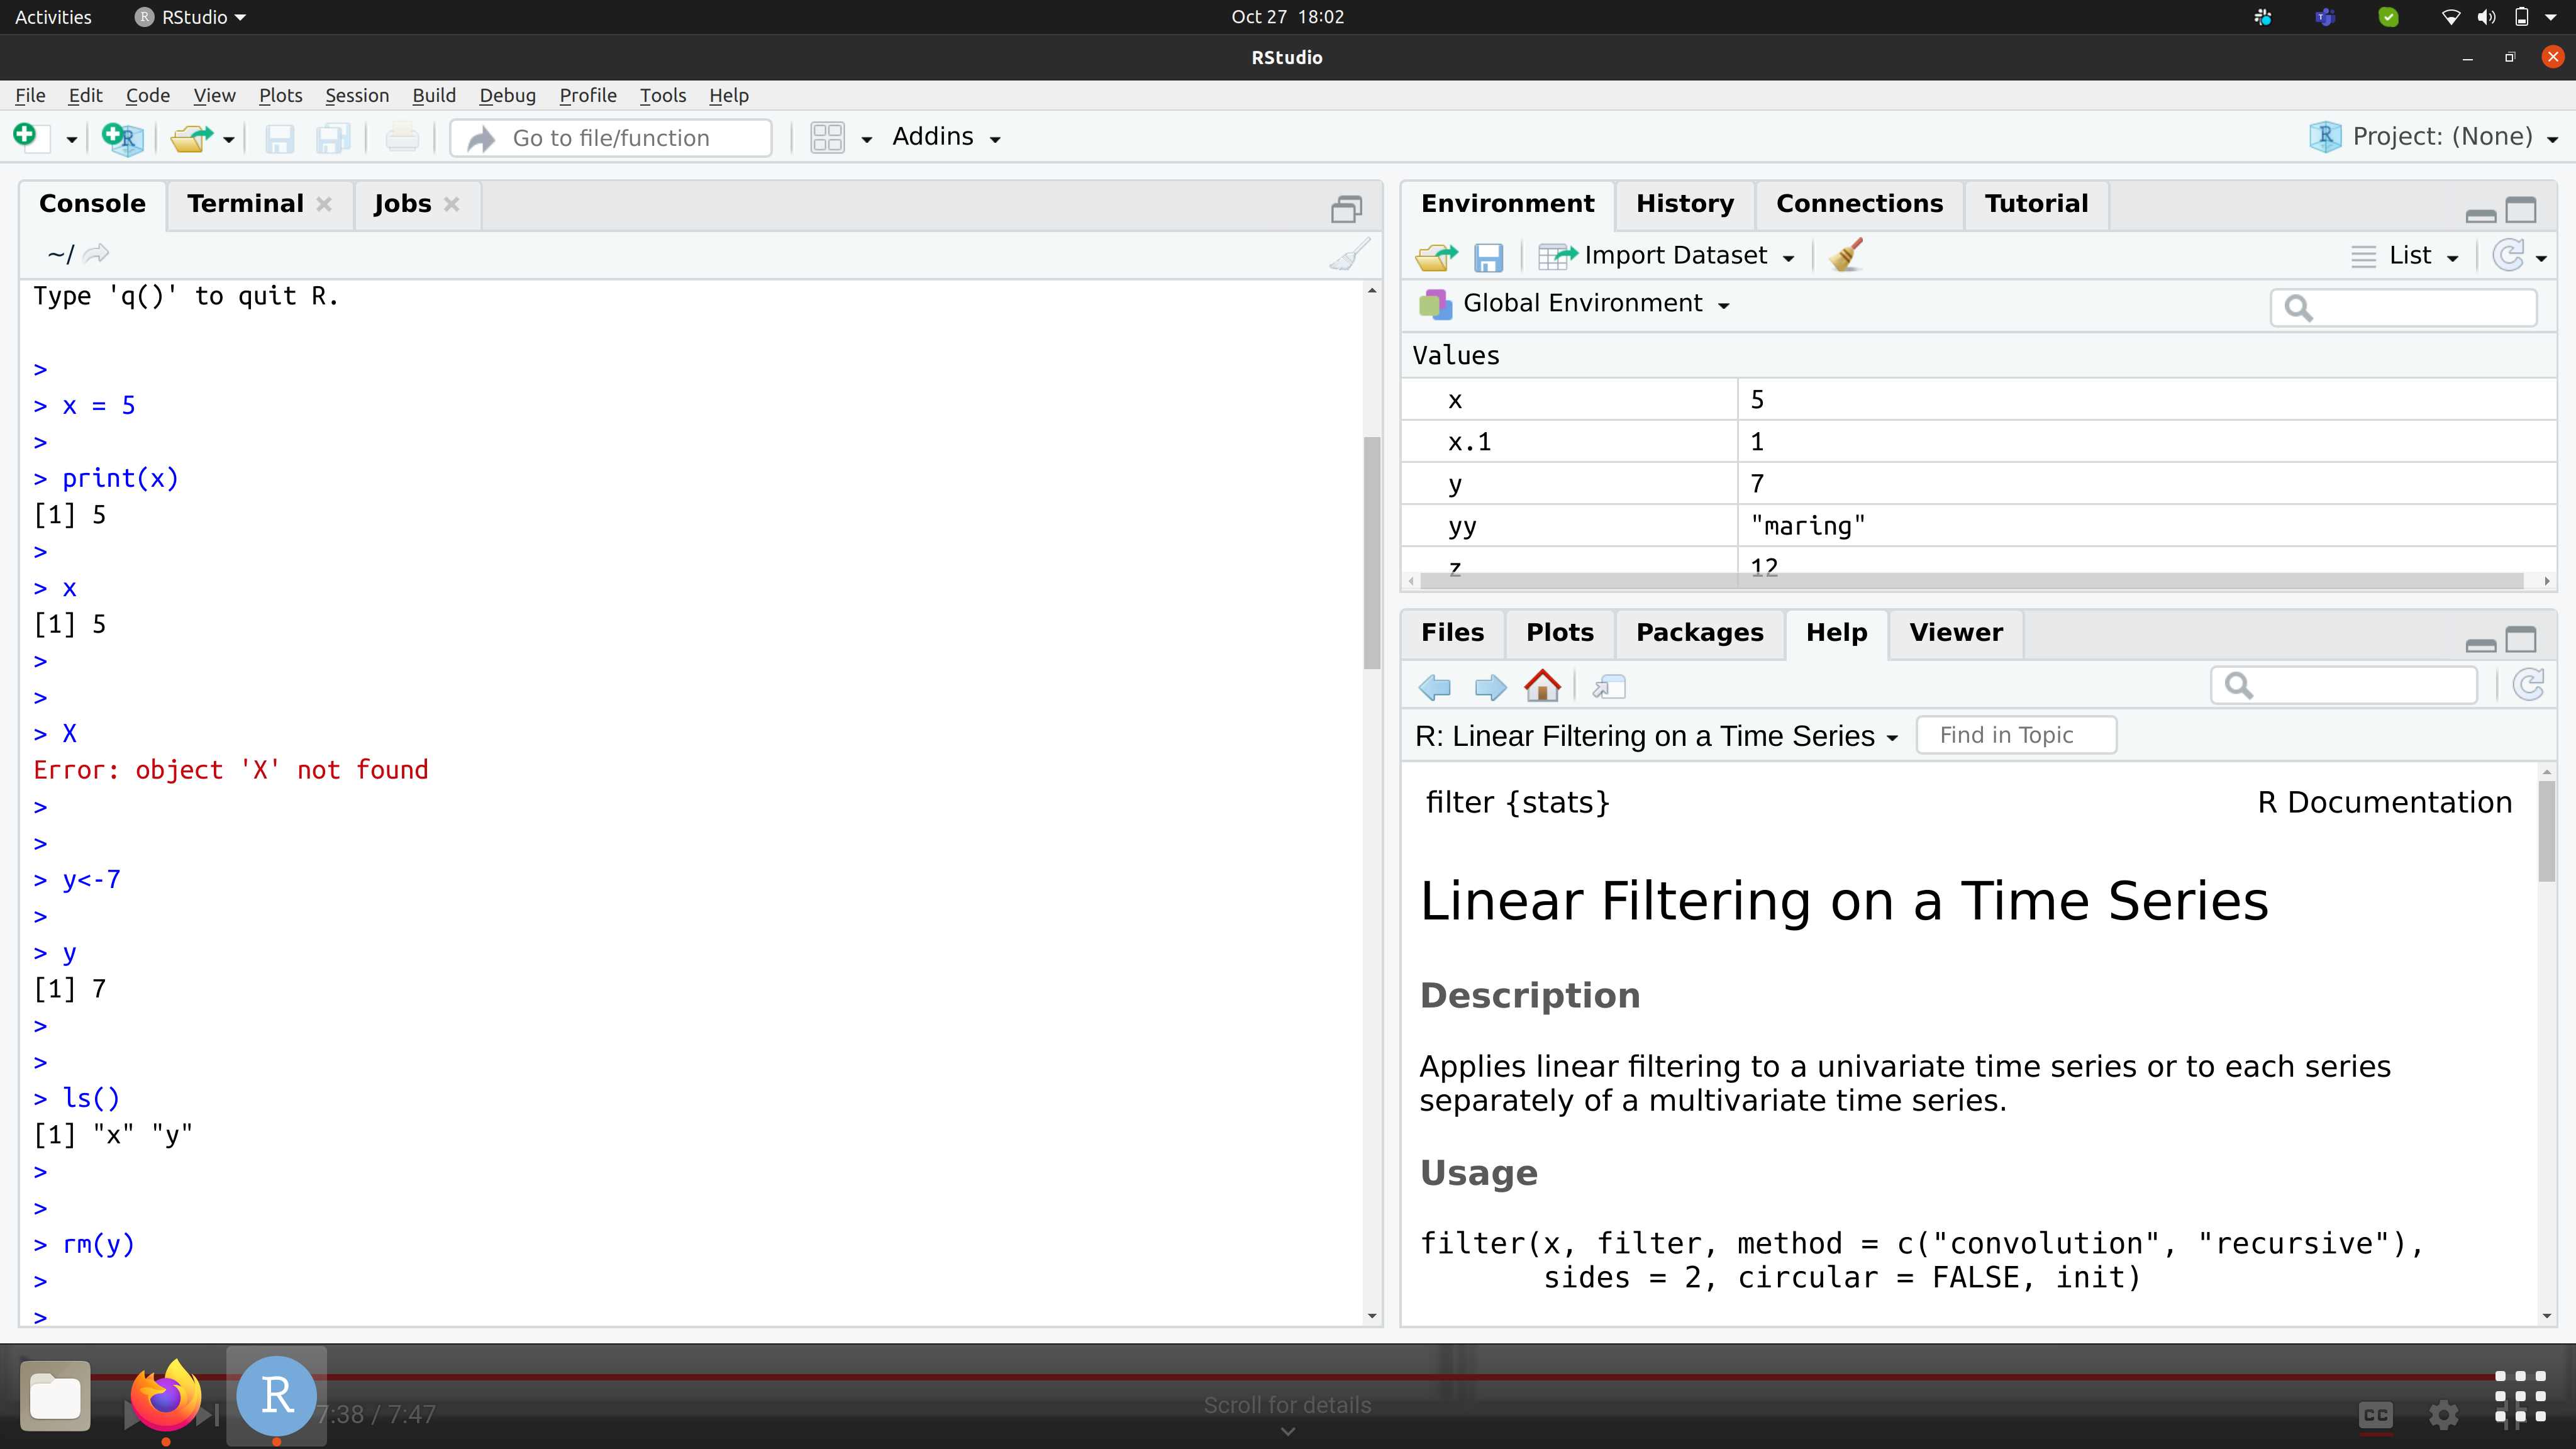 Activities RStudio Oct 27 18:02
RStudio
File Edit Code View Plots Session Build Debug Profile Tools Help
Go to file/function Addins Project: (None)
Console Terminal Jobs
~/
Type 'q()' to quit R.
>
> x = 5
>
> print(x)
[1] 5
>
> x
[1] 5
>
>
> X
Error: object 'X' not found
>
>
> y<-7
>
> y
[1] 7
>
>
> ls()
[1] "x" "y"
>
>
> rm(y)
>
>
Environment History Connections Tutorial
Import Dataset List
Global Environment
Values
x 5
x.1 1
y 7
yy "maring"
z 12
Files Plots Packages Help Viewer
R: Linear Filtering on a Time Series Find in Topic
filter {stats} R Documentation
Linear Filtering on a Time Series
Description
Applies linear filtering to a univariate time series or to each series
separately of a multivariate time series.
Usage
filter(x, filter, method = c("convolution", "recursive"),
sides = 2, circular = FALSE, init)
R
7:38 / 7:47 Scroll for details CC